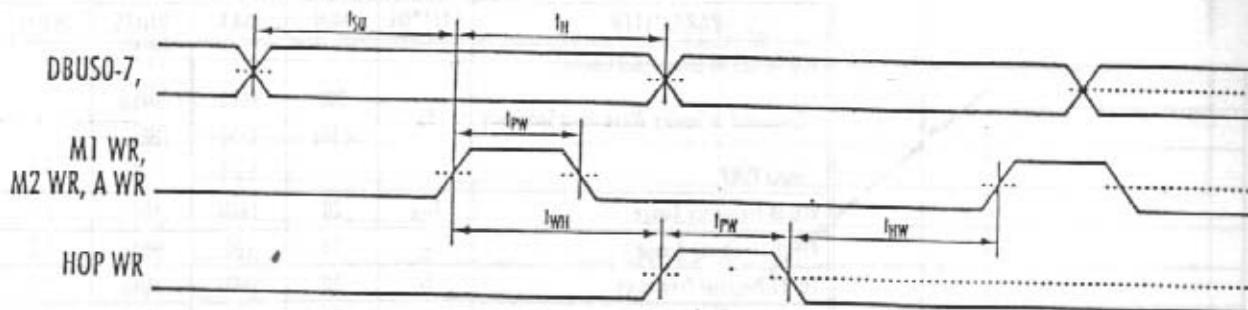 tSU tH
DBUS0-7,
tPW
M1 WR,
M2 WR, A WR
tWH tPW tHW
HOP WR